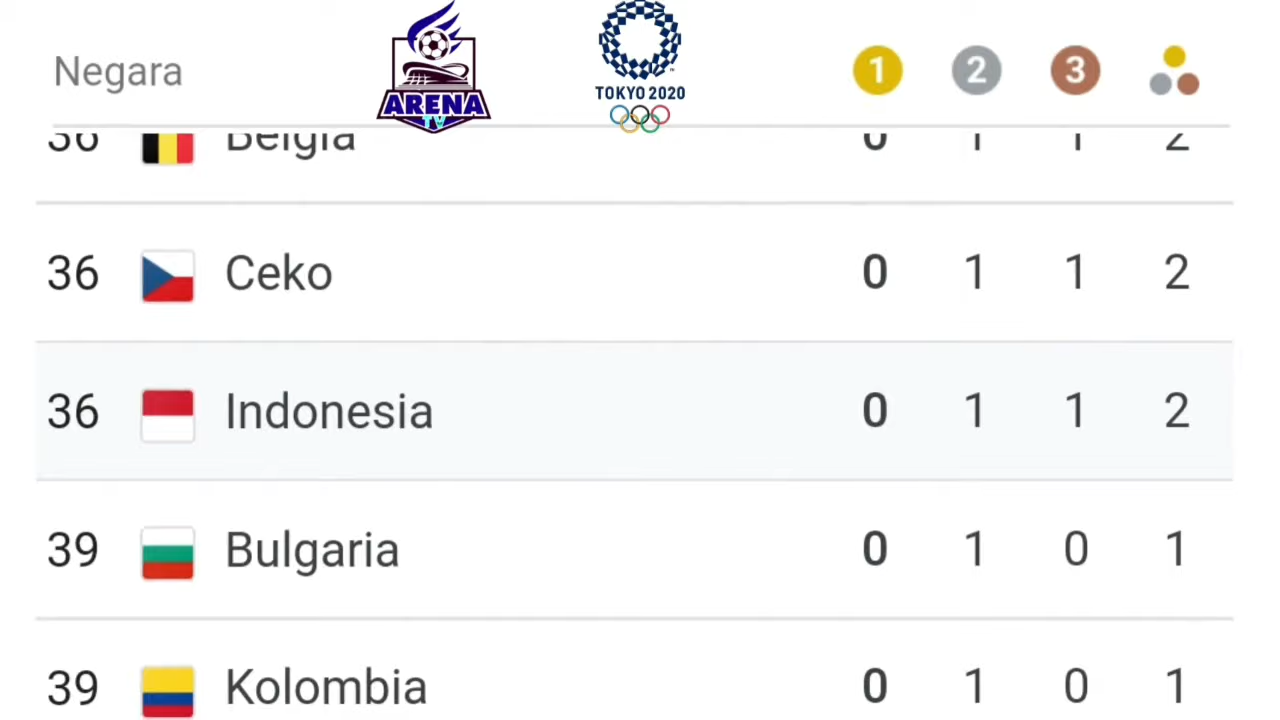 Negara 1 2 3
ARENA
TV
TOKYO 2020
36 Belgia 0 1 1 2
36 Ceko 0 1 1 2
36 Indonesia 0 1 1 2
39 Bulgaria 0 1 0 1
39 Kolombia 0 1 0 1